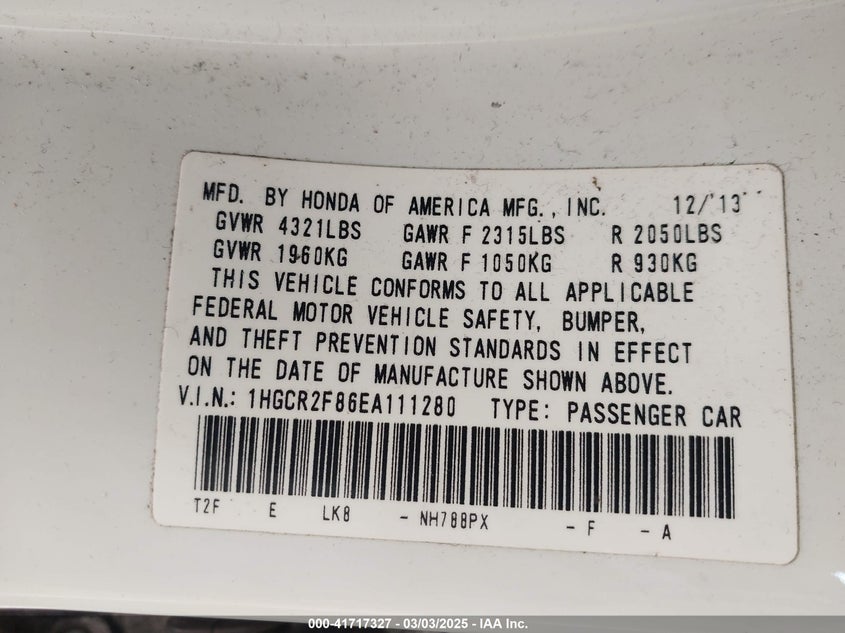 MFD. BY HONDA OF AMERICA MFG., INC. 12/13
GVWR 4321LBS GAWR F 2315LBS R 2050LBS
GVWR 1960KG GAWR F 1050KG R 930KG
THIS VEHICLE CONFORMS TO ALL APPLICABLE
FEDERAL MOTOR VEHICLE SAFETY, BUMPER,
AND THEFT PREVENTION STANDARDS IN EFFECT
ON THE DATE OF MANUFACTURE SHOWN ABOVE.
V.I.N.: 1HGCR2F86EA111280 TYPE: PASSENGER CAR
T2F E LK8 - NH788PX - F - A
000-41717327 - 03/03/2025 - IAA Inc.